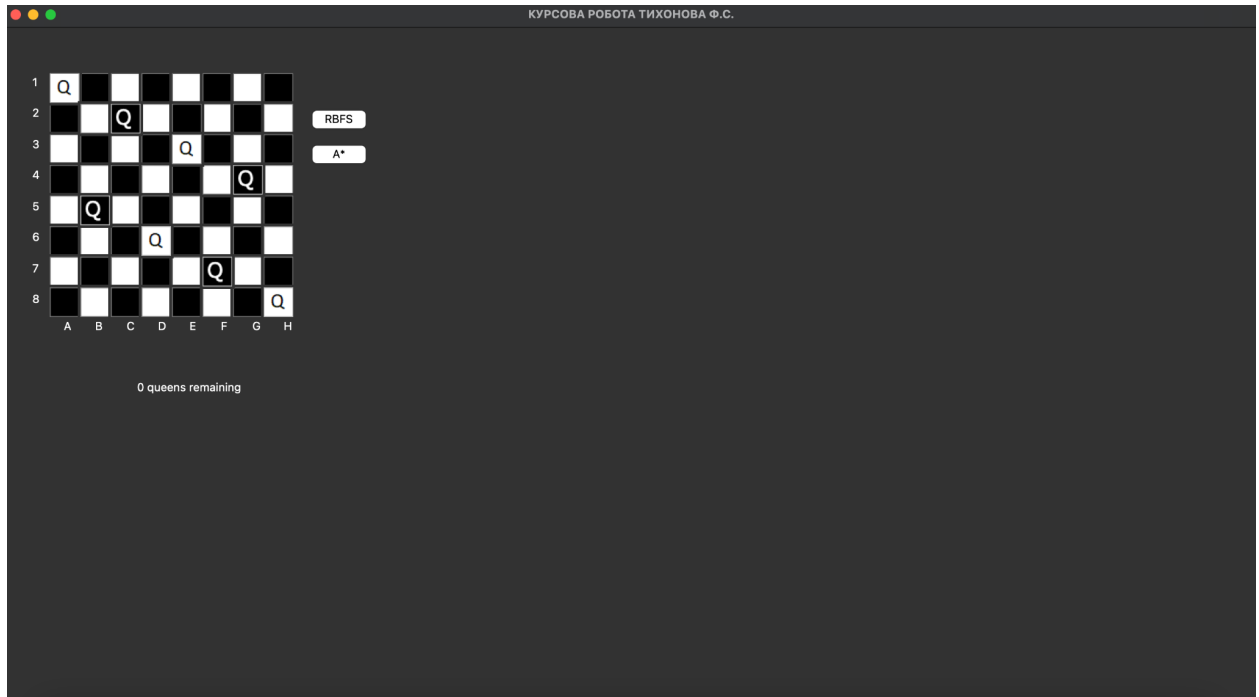 КУРСОВА РОБОТА ТИХОНОВА Ф.С.
1 Q
2 Q
RBFS
3 Q
A*
4 Q
5 Q
6 Q
7 Q
8 Q
A B C D E F G H
0 queens remaining